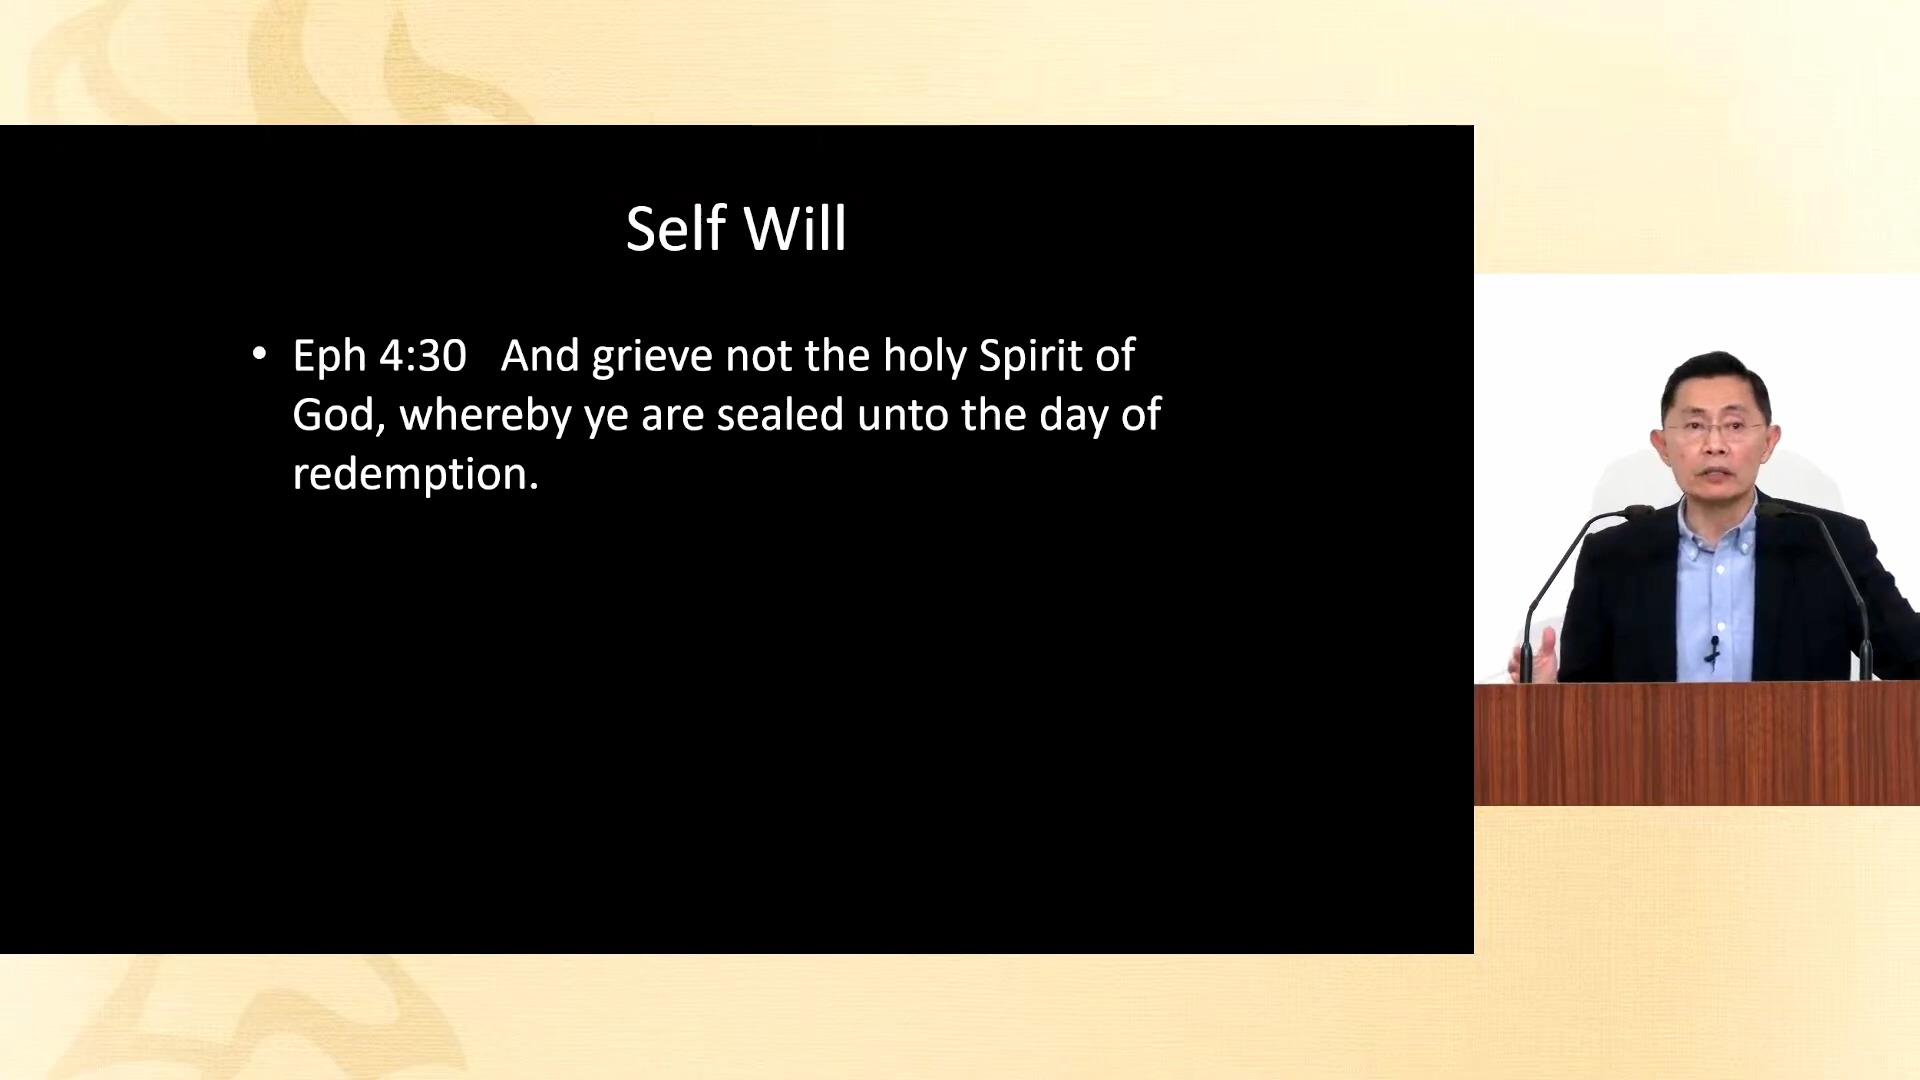 Self Will
• Eph 4:30   And grieve not the holy Spirit of
God, whereby ye are sealed unto the day of
redemption.